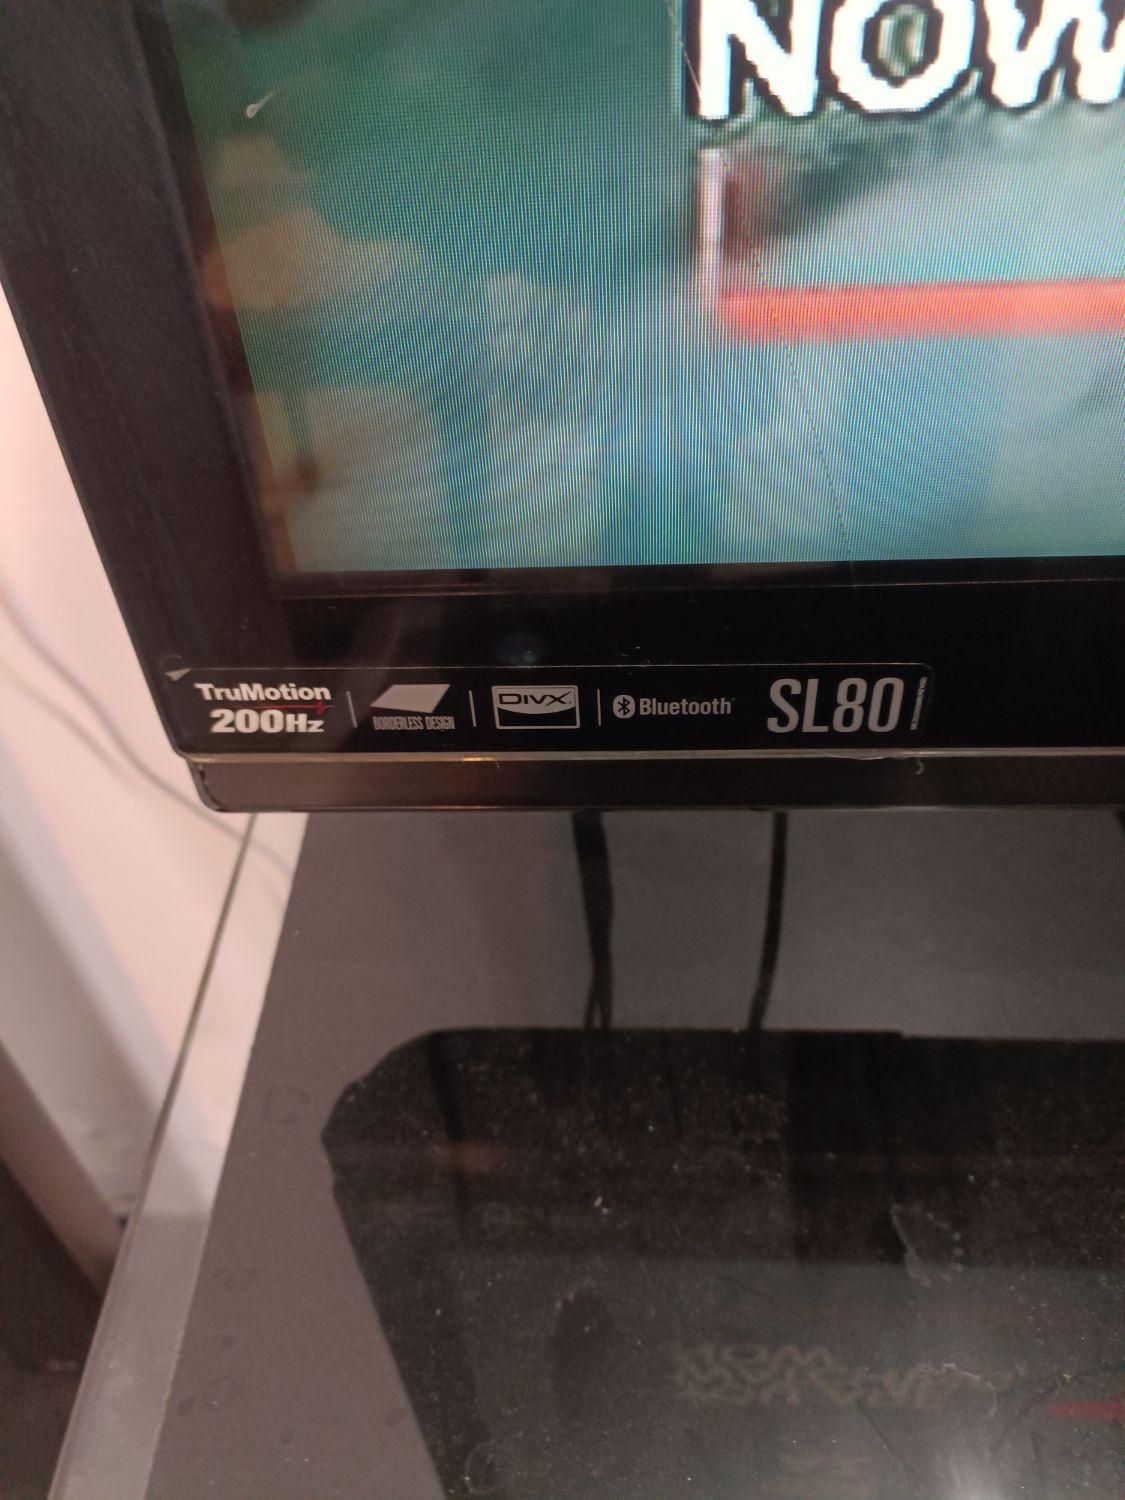 NOW
TruMotion
200Hz
BORDERLESS DESIGN
DIVX
Bluetooth
SL80